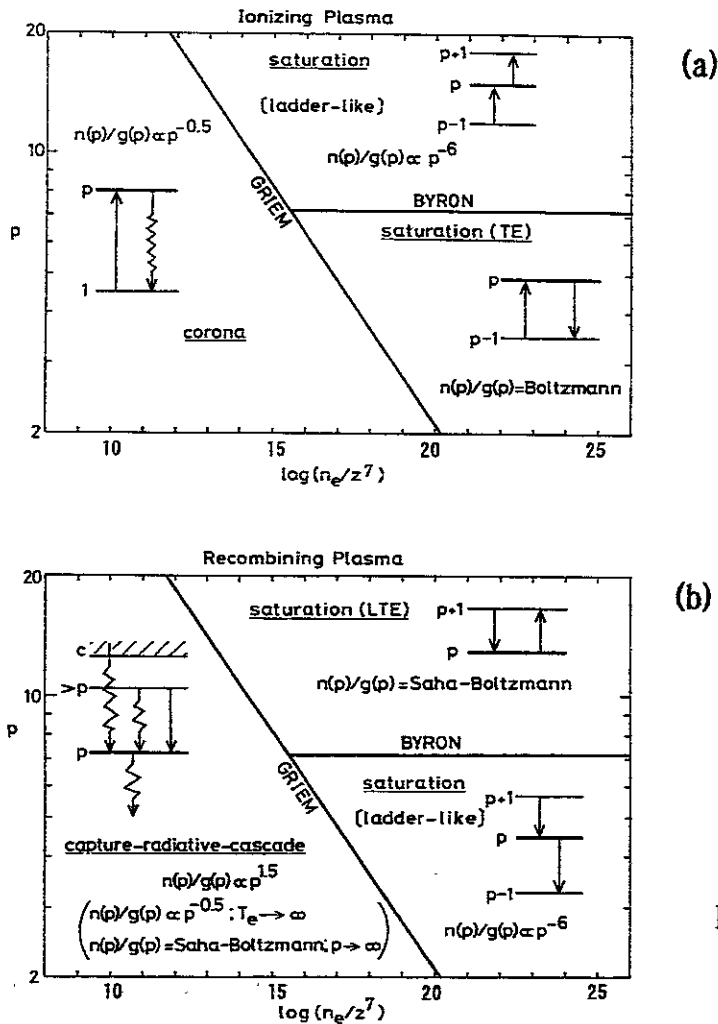 Ionizing Plasma
(a)
20
saturation
(ladder-like)
p+1
p
p-1
n(p)/g(p)∝p^-0.5
n(p)/g(p)∝ p^-6
10
GRIEM
BYRON
saturation (TE)
p
1
p
p
p-1
corona
n(p)/g(p)=Boltzmann
2
10
15
20
25
log(ne/z^7)
Recombining Plasma
(b)
20
saturation (LTE)
p+1
p
n(p)/g(p)=Saha-Boltzmann
c
>p
10
p
BYRON
p
GRIEM
saturation
(ladder-like)
p+1
p
p-1
capture-radiative-cascade
n(p)/g(p)∝p^1.5
(n(p)/g(p)∝p^-0.5 ; Te→∞
n(p)/g(p)=Saha-Boltzmann; p→∞)
n(p)/g(p)∝p^-6
2
10
15
20
25
log(ne/z^7)